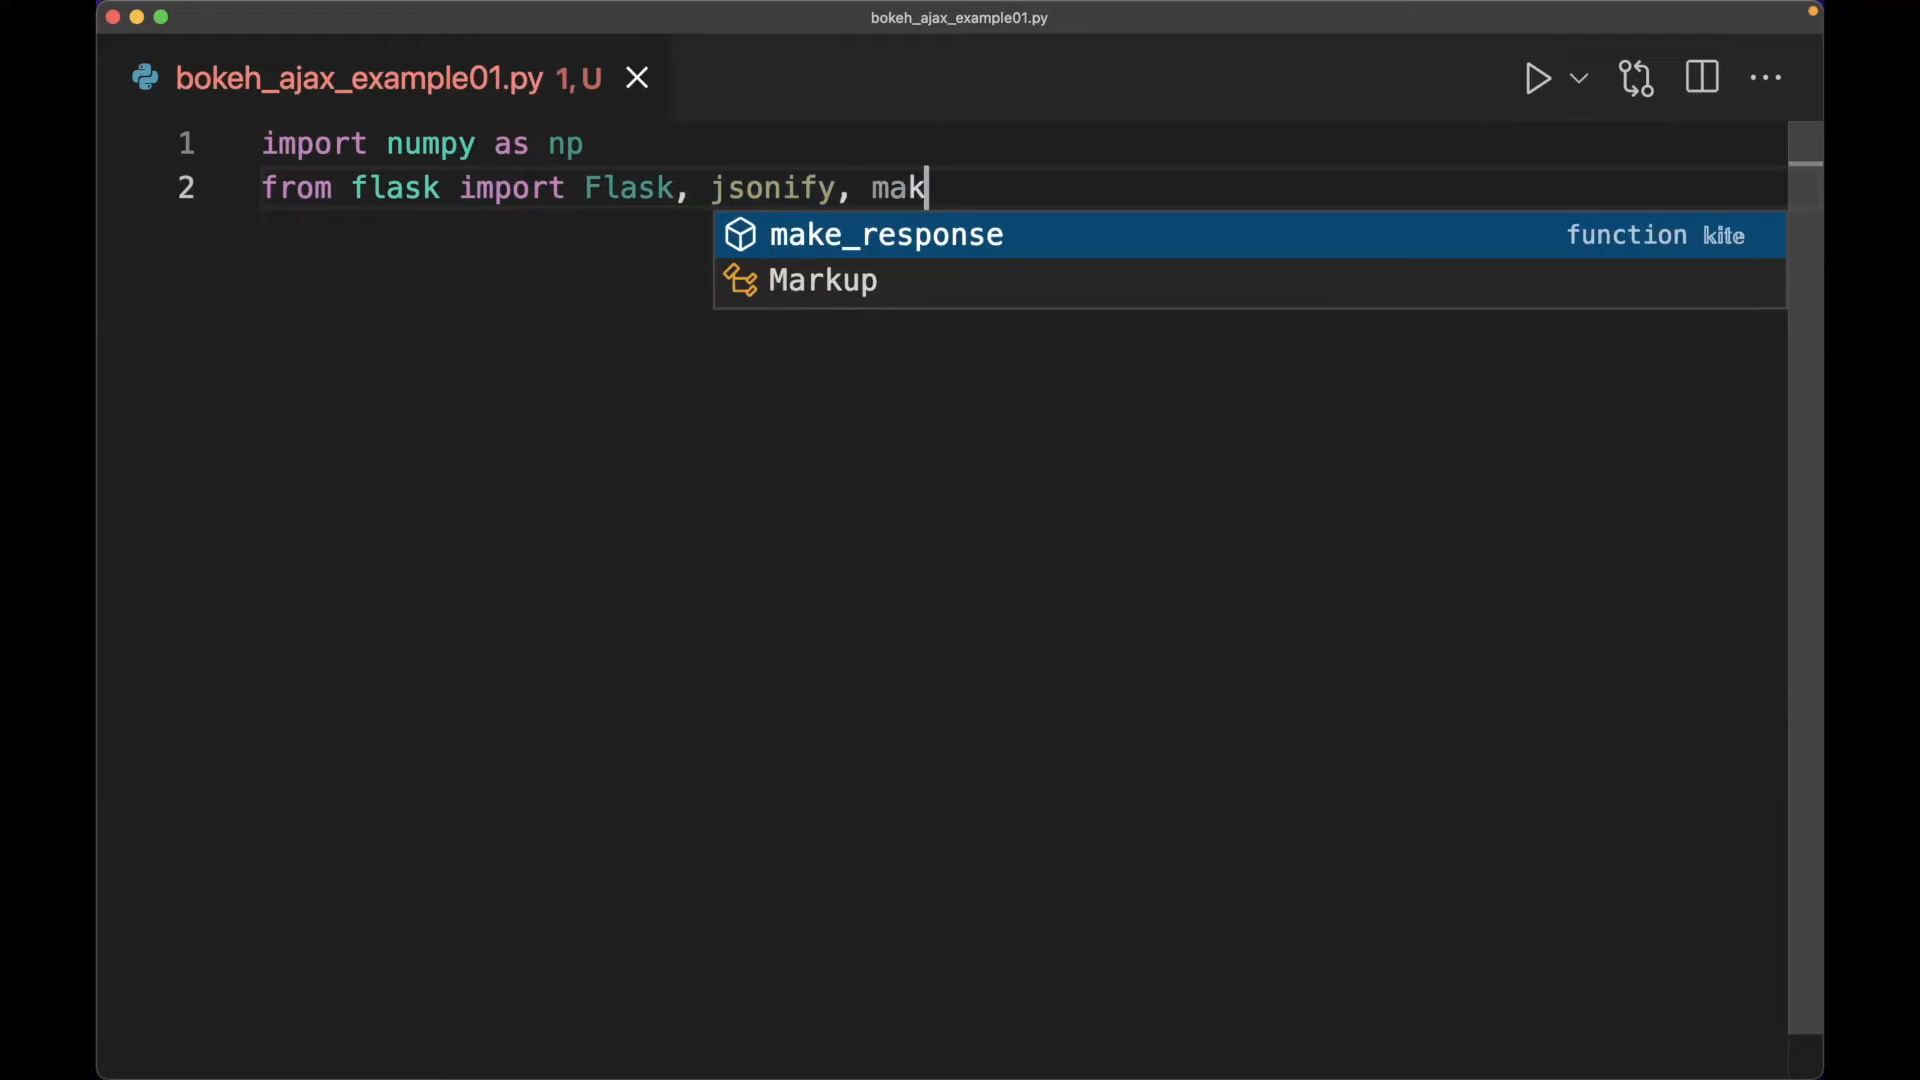 bokeh_ajax_example01.py
bokeh_ajax_example01.py 1, U
1 import numpy as np
2 from flask import Flask, jsonify, mak
make_response function kite
Markup